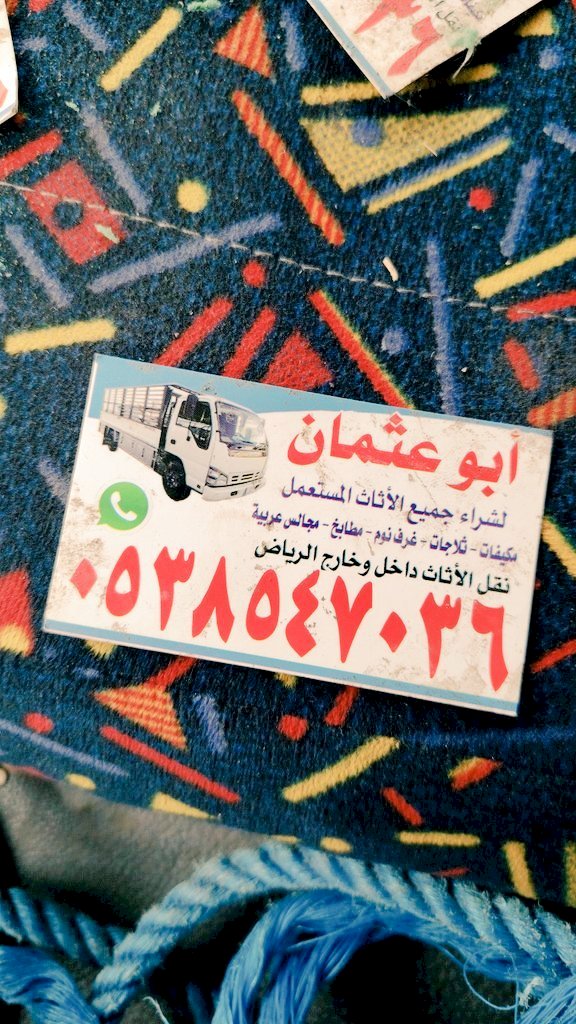 أبو عثمان
لشراء جميع الأثاث المستعمل
مكيفات - ثلاجات - غرف نوم - مطابخ - مجالس عربية
نقل الأثاث داخل وخارج الرياض
٠٥٣٨٥٤٧٠٣٦
٣٦